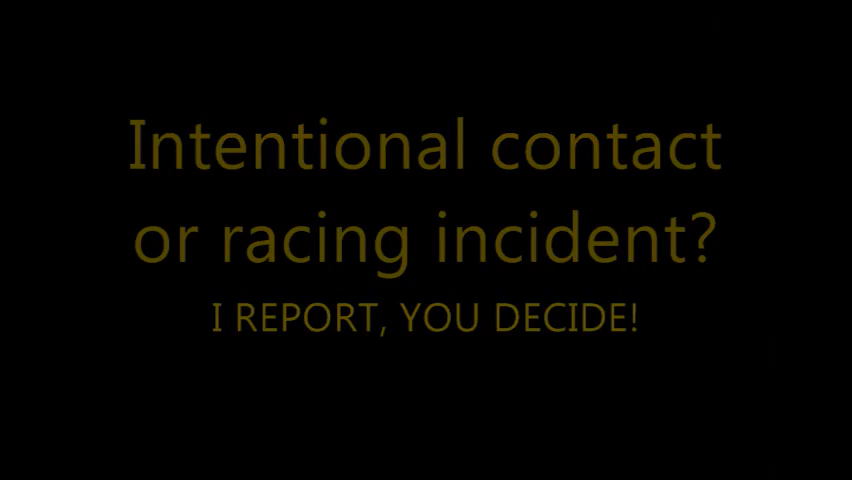 Intentional contact
or racing incident?
I REPORT, YOU DECIDE!